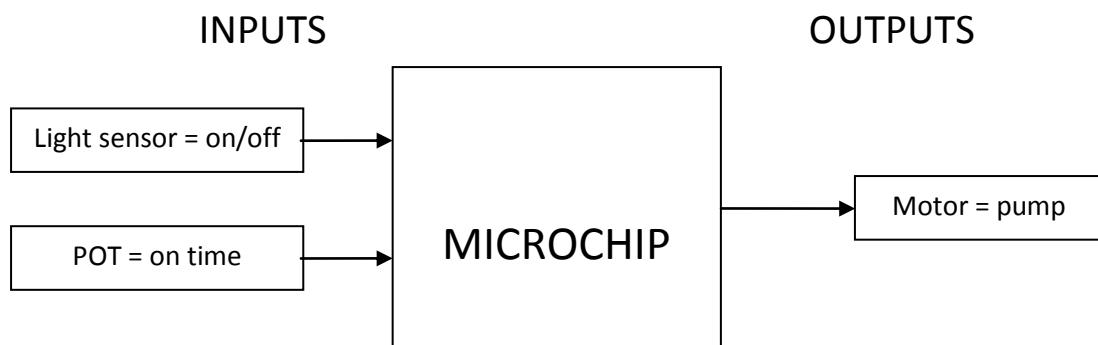 INPUTS
OUTPUTS
Light sensor = on/off
Motor = pump
POT = on time
MICROCHIP